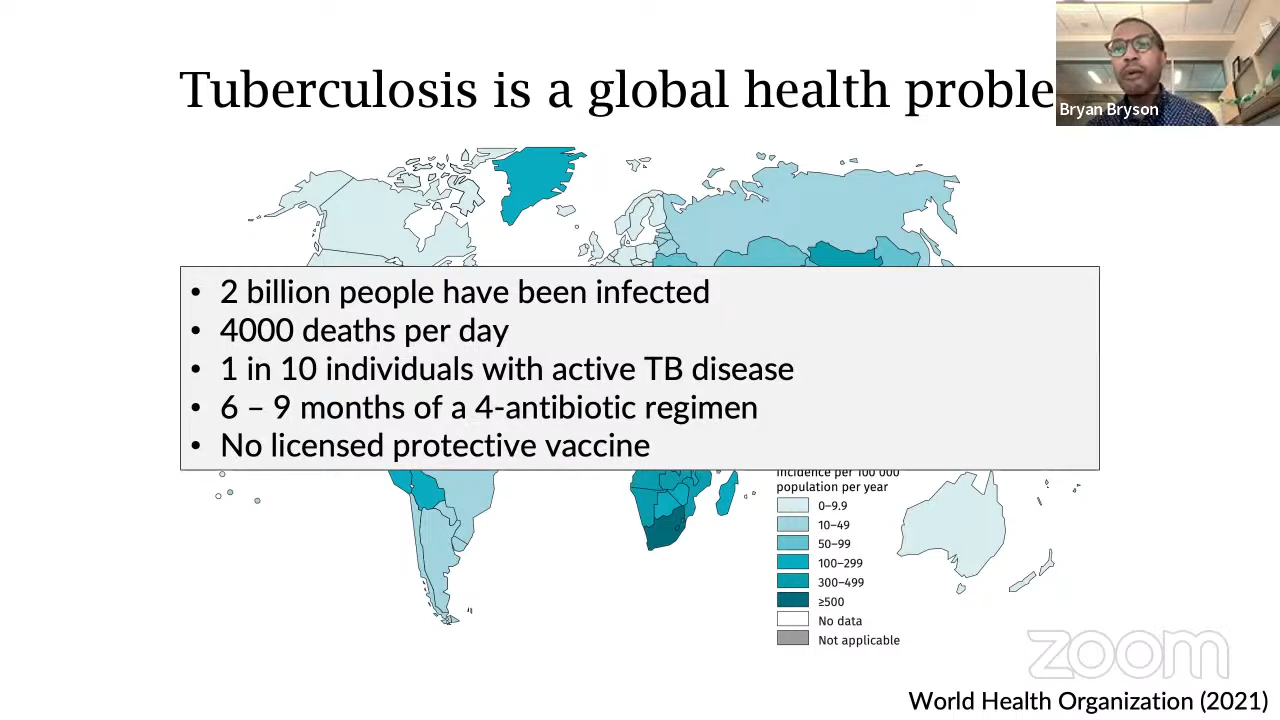 Tuberculosis is a global health proble
Bryan Bryson
• 2 billion people have been infected
• 4000 deaths per day
• 1 in 10 individuals with active TB disease
• 6 – 9 months of a 4-antibiotic regimen
• No licensed protective vaccine
Incidence per 100 000
population per year
0–9.9
10–49
50–99
100–299
300–499
≥500
No data
Not applicable
zoom
World Health Organization (2021)